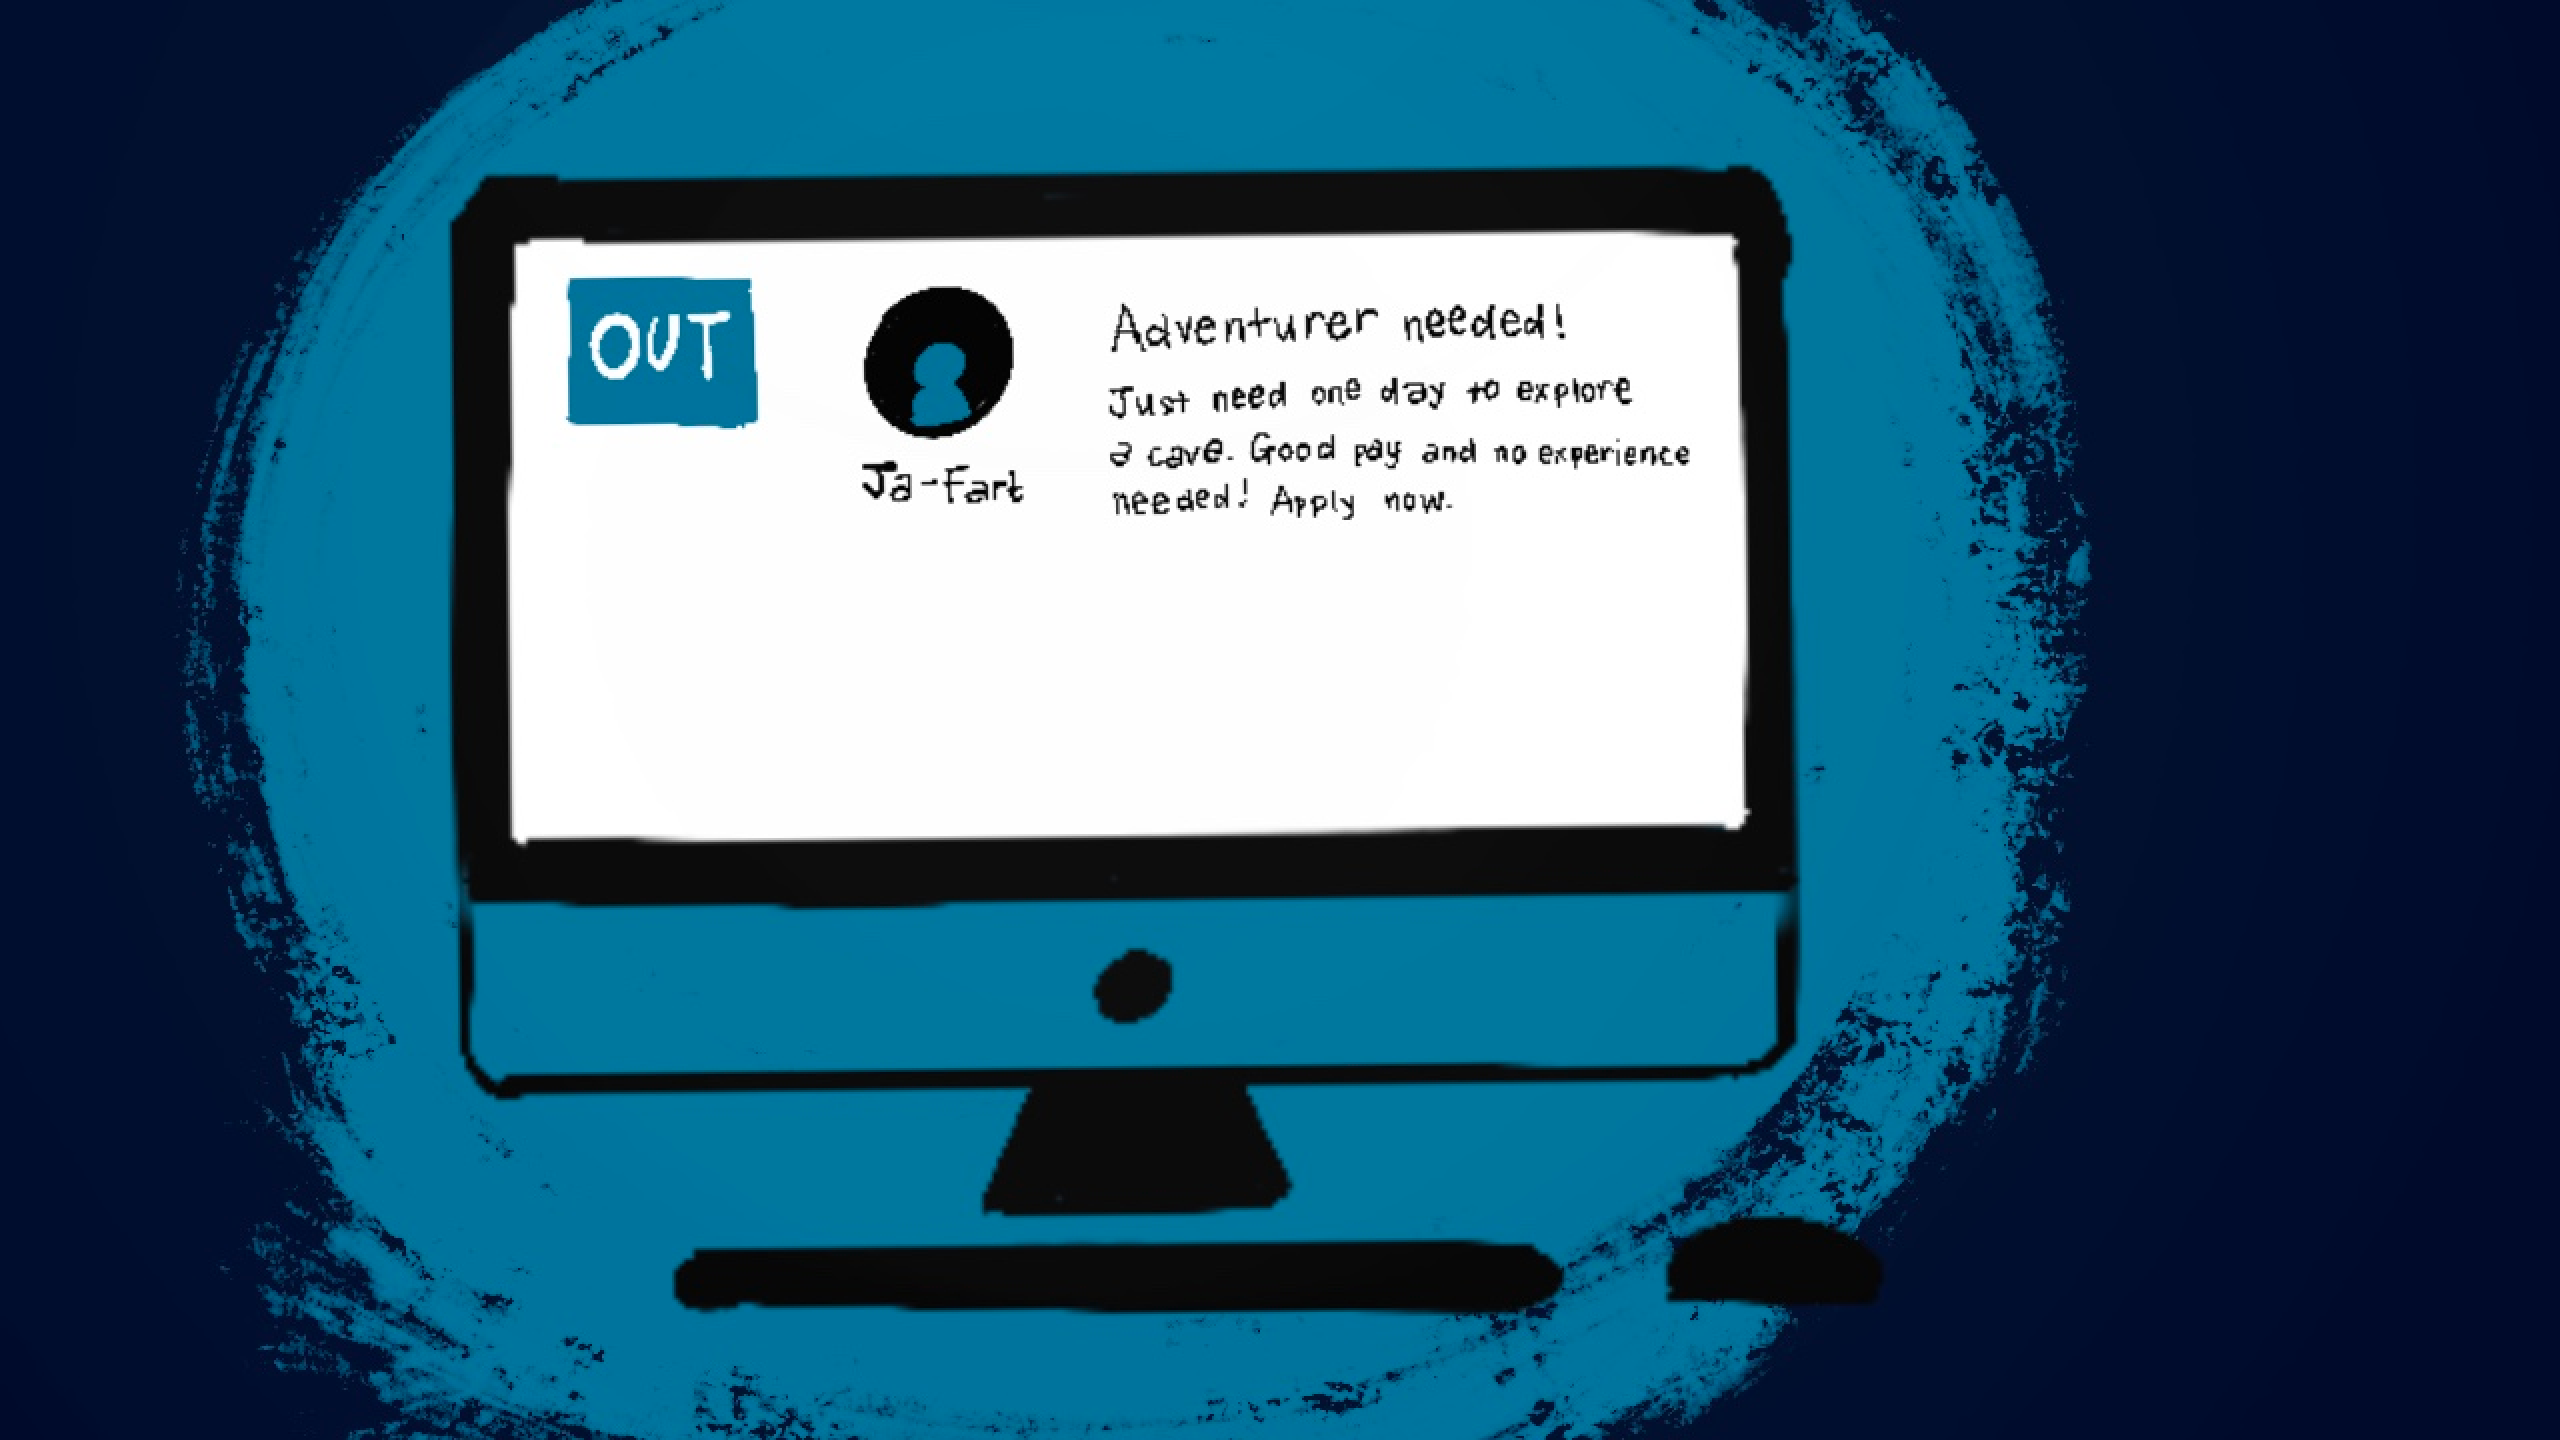 OUT
Ja-Fart
Adventurer needed!
Just need one day to explore
a cave. Good pay and no experience
needed! Apply now.